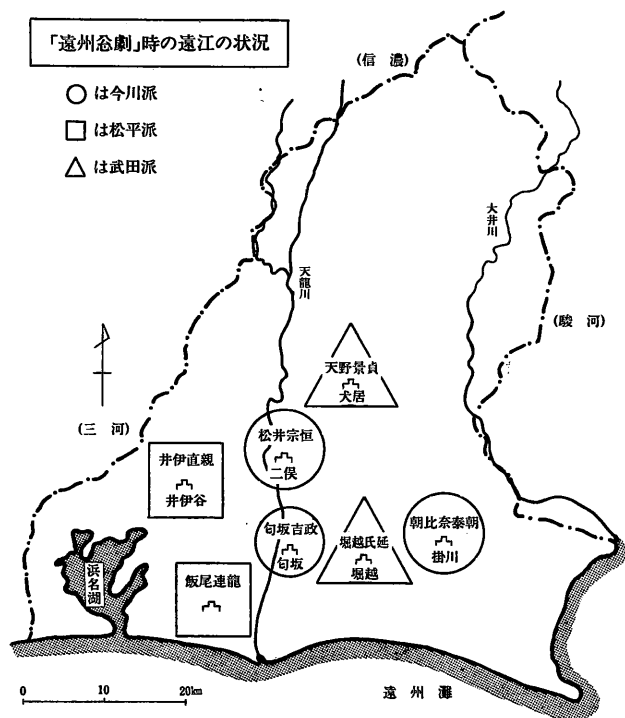 「遠州忩劇」時の遠江の状況
○は今川派
□は松平派
△は武田派
(信濃)
大井川
天龍川
(駿河)
(三河)
天野景貞
犬居
松井宗恒
二俣
井伊直親
井伊谷
匂坂吉政
匂坂
堀越氏延
堀越
朝比奈泰朝
掛川
飯尾連龍
浜名湖
遠州灘
0 10 20km